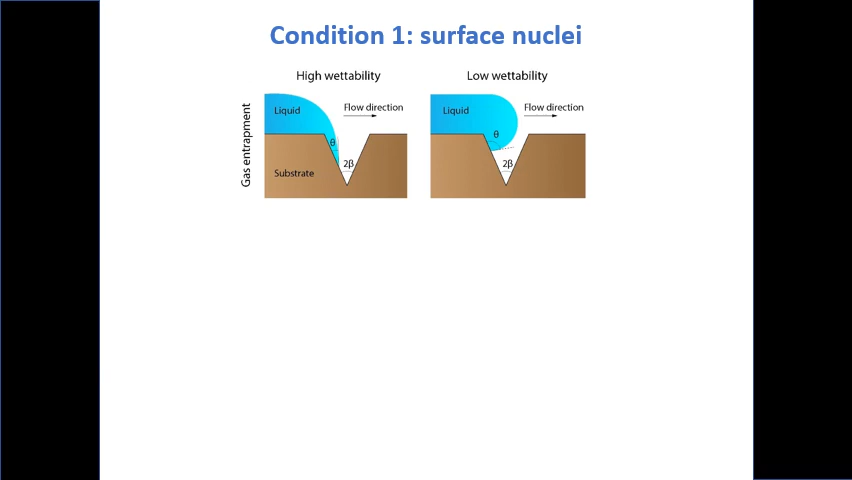 Condition 1: surface nuclei
High wettability
Low wettability
Gas entrapment
Liquid
Flow direction
θ
2β
Substrate
Liquid
Flow direction
θ
2β